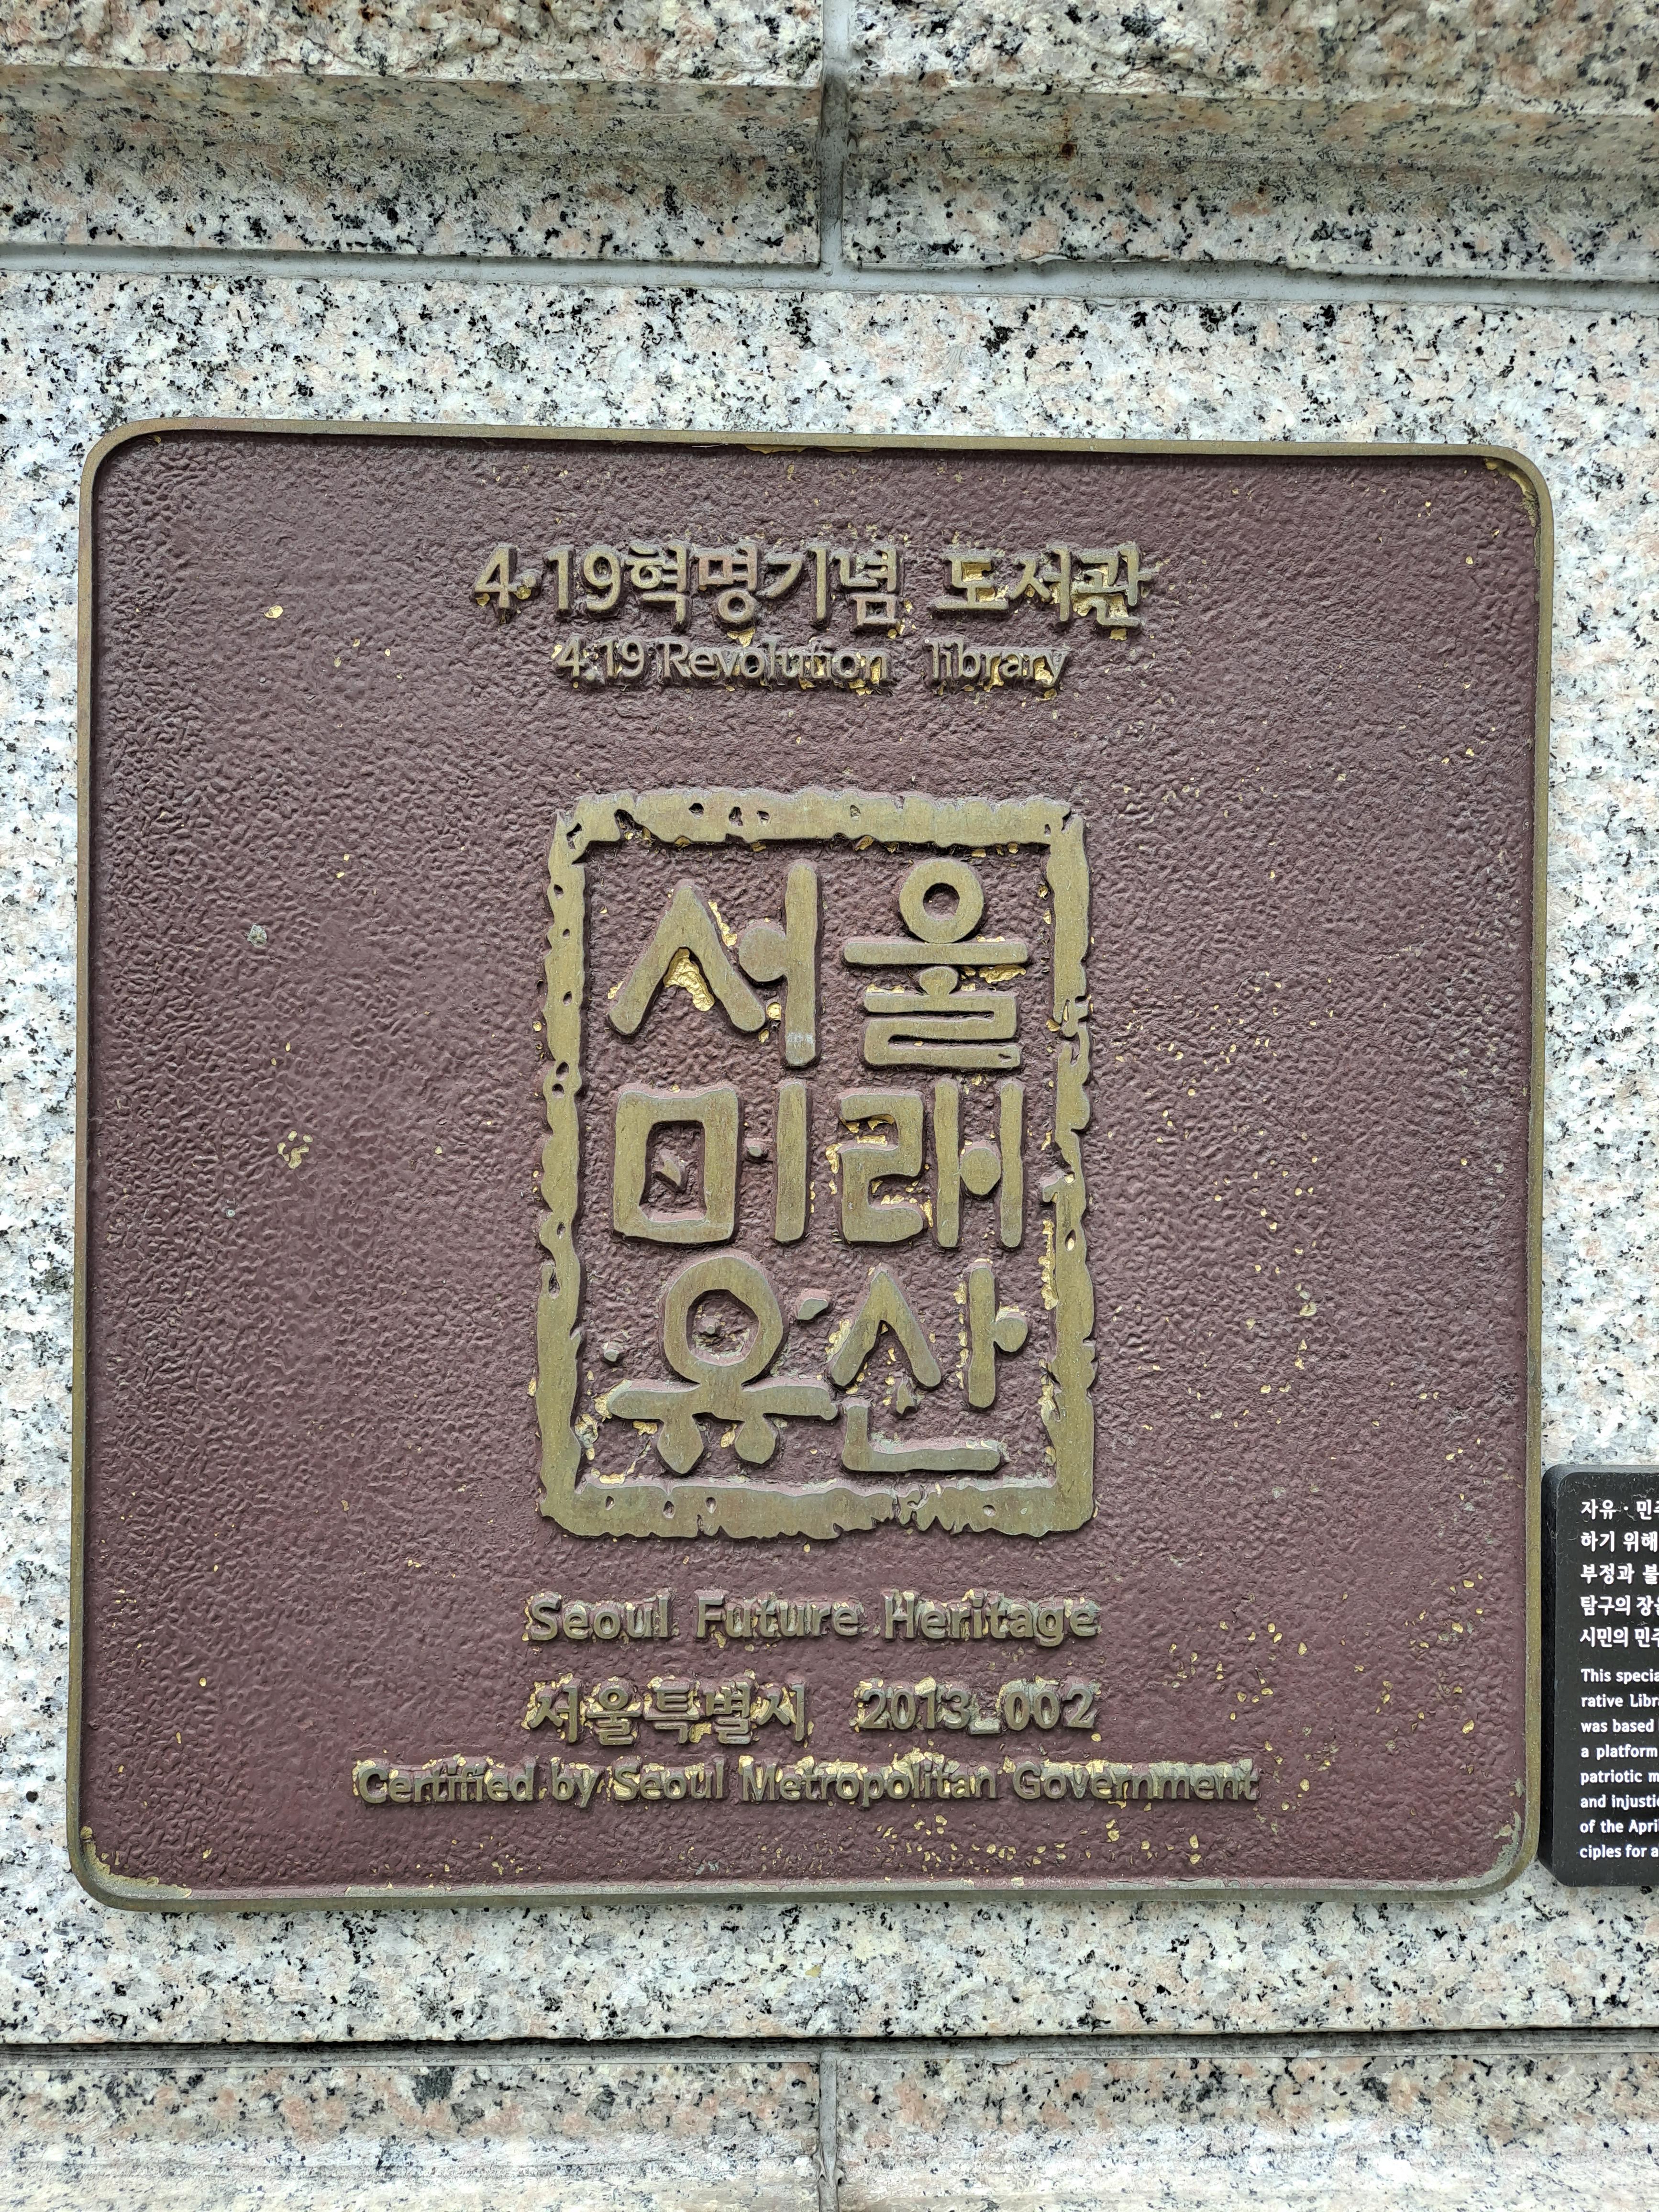 4·19혁명기념 도서관
4.19 Revolution library
서울
미래
유산
Seoul Future Heritage
서울특별시 2013_002
Certified by Seoul Metropolitan Government
자유·민주
하기 위해
부정과 불
탐구의 장
시민의 민주
This specia
rative Libr
was based
a platform
patriotic m
and injusti
of the Apri
ciples for a